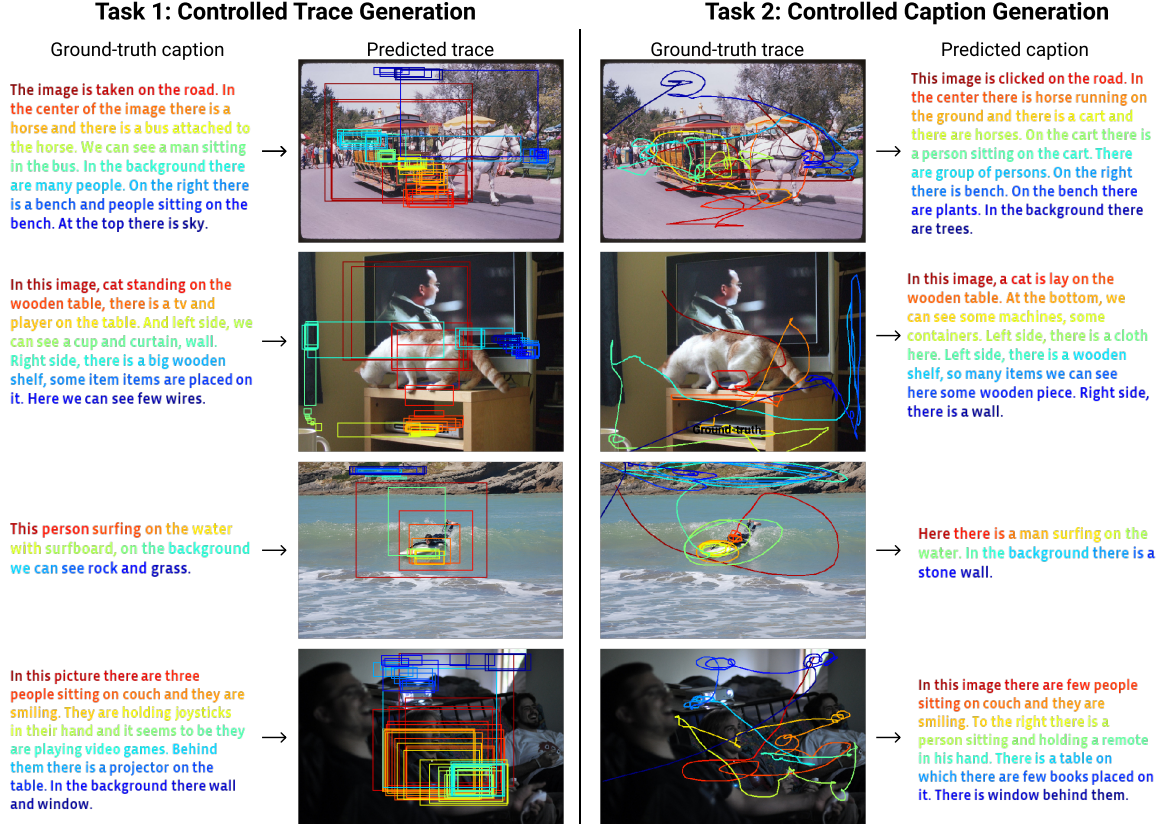 Task 1: Controlled Trace Generation
Task 2: Controlled Caption Generation
Ground-truth caption
Predicted trace
Ground-truth trace
Predicted caption
The image is taken on the road. In
the center of the image there is a
horse and there is a bus attached to
the horse. We can see a man sitting
in the bus. In the background there
are many people. On the right there
is a bench and people sitting on the
bench. At the top there is sky.
This image is clicked on the road. In
the center there is horse running on
the ground and there is a cart and
there are horses. On the cart there is
a person sitting on the cart. There
are group of persons. On the right
there is bench. On the bench there
are plants. In the background there
are trees.
In this image, cat standing on the
wooden table, there is a tv and
player on the table. And left side, we
can see a cup and curtain, wall.
Right side, there is a big wooden
shelf, some item items are placed on
it. Here we can see few wires.
Ground-truth
In this image, a cat is lay on the
wooden table. At the bottom, we
can see some machines, some
containers. Left side, there is a cloth
here. Left side, there is a wooden
shelf, so many items we can see
here some wooden piece. Right side,
there is a wall.
This person surfing on the water
with surfboard, on the background
we can see rock and grass.
Here there is a man surfing on the
water. In the background there is a
stone wall.
In this picture there are three
people sitting on couch and they are
smiling. They are holding joysticks
in their hand and it seems to be they
are playing video games. Behind
them there is a projector on the
table. In the background there wall
and window.
In this image there are few people
sitting on couch and they are
smiling. To the right there is a
person sitting and holding a remote
in his hand. There is a table on
which there are few books placed on
it. There is window behind them.